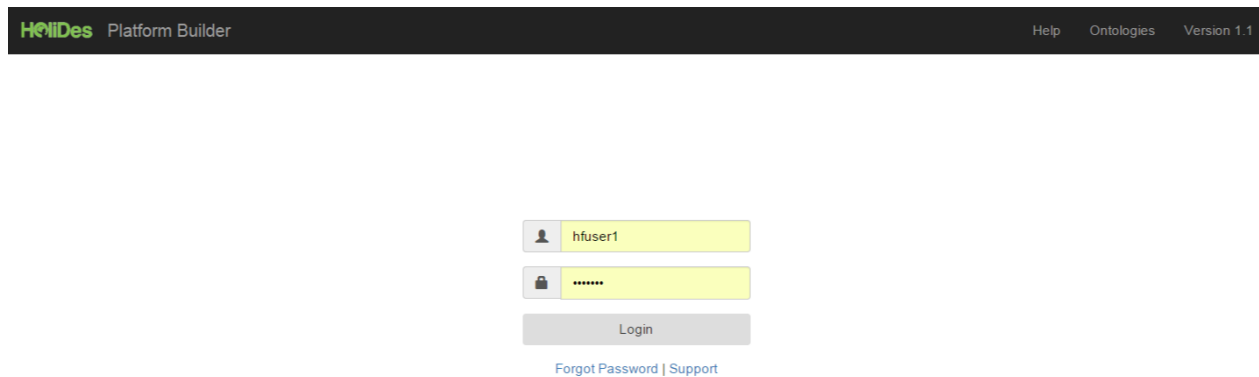 HoliDes Platform Builder Help Ontologies Version 1.1
hfuser1
•••••••
Login
Forgot Password | Support